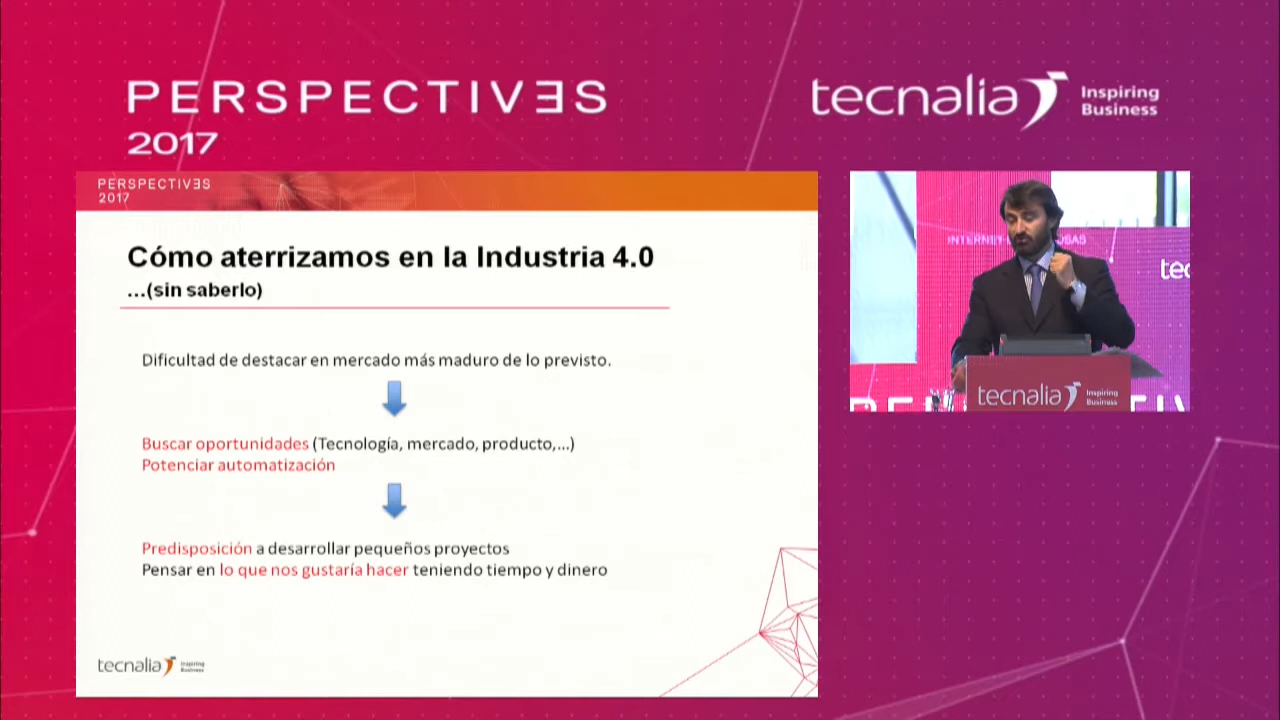 PERSPECTIVƎS
2017
tecnalia Inspiring
Business
PERSPECTIVƎS
2017
Cómo aterrizamos en la Industria 4.0
...(sin saberlo)
Dificultad de destacar en mercado más maduro de lo previsto.
Buscar oportunidades (Tecnología, mercado, producto,...)
Potenciar automatización
Predisposición a desarrollar pequeños proyectos
Pensar en lo que nos gustaría hacer teniendo tiempo y dinero
tecnalia Inspiring
Business
tecnalia Inspiring
Business